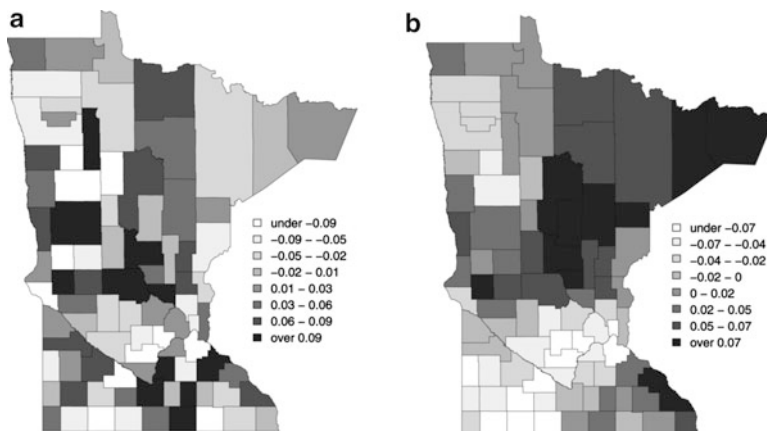 a
under -0.09
-0.09 – -0.05
-0.05 – -0.02
-0.02 – 0.01
0.01 – 0.03
0.03 – 0.06
0.06 – 0.09
over 0.09
b
under -0.07
-0.07 – -0.04
-0.04 – -0.02
-0.02 – 0
0 – 0.02
0.02 – 0.05
0.05 – 0.07
over 0.07